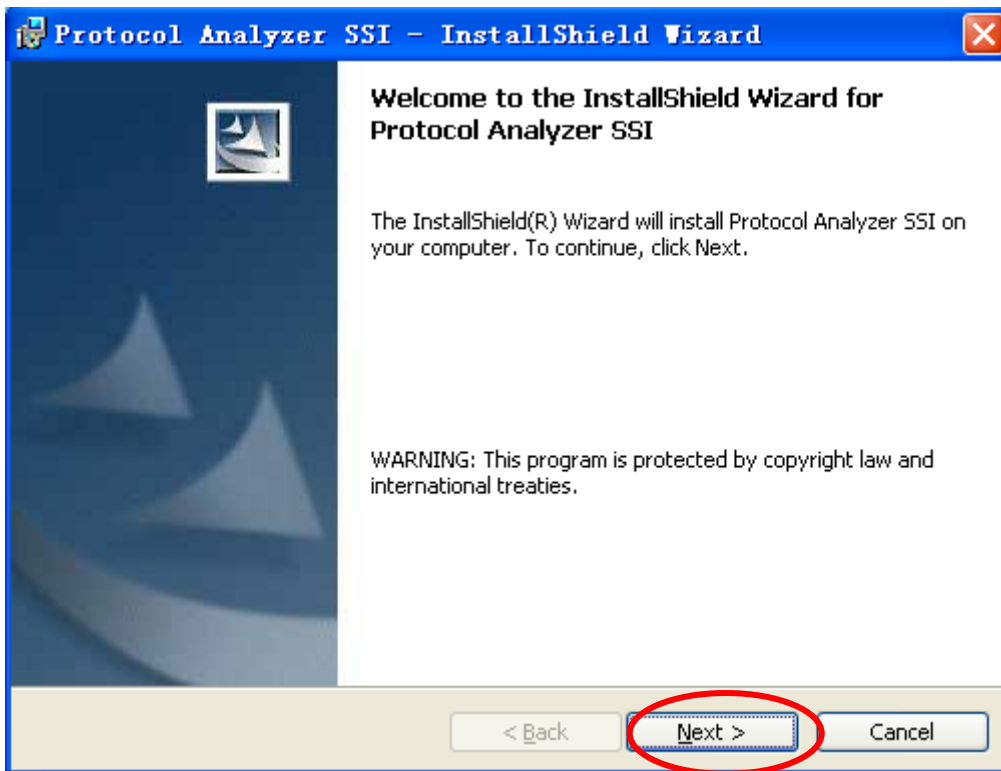 Protocol Analyzer SSI - InstallShield Wizard
Welcome to the InstallShield Wizard for
Protocol Analyzer SSI
The InstallShield(R) Wizard will install Protocol Analyzer SSI on
your computer. To continue, click Next.
WARNING: This program is protected by copyright law and
international treaties.
< Back Next > Cancel